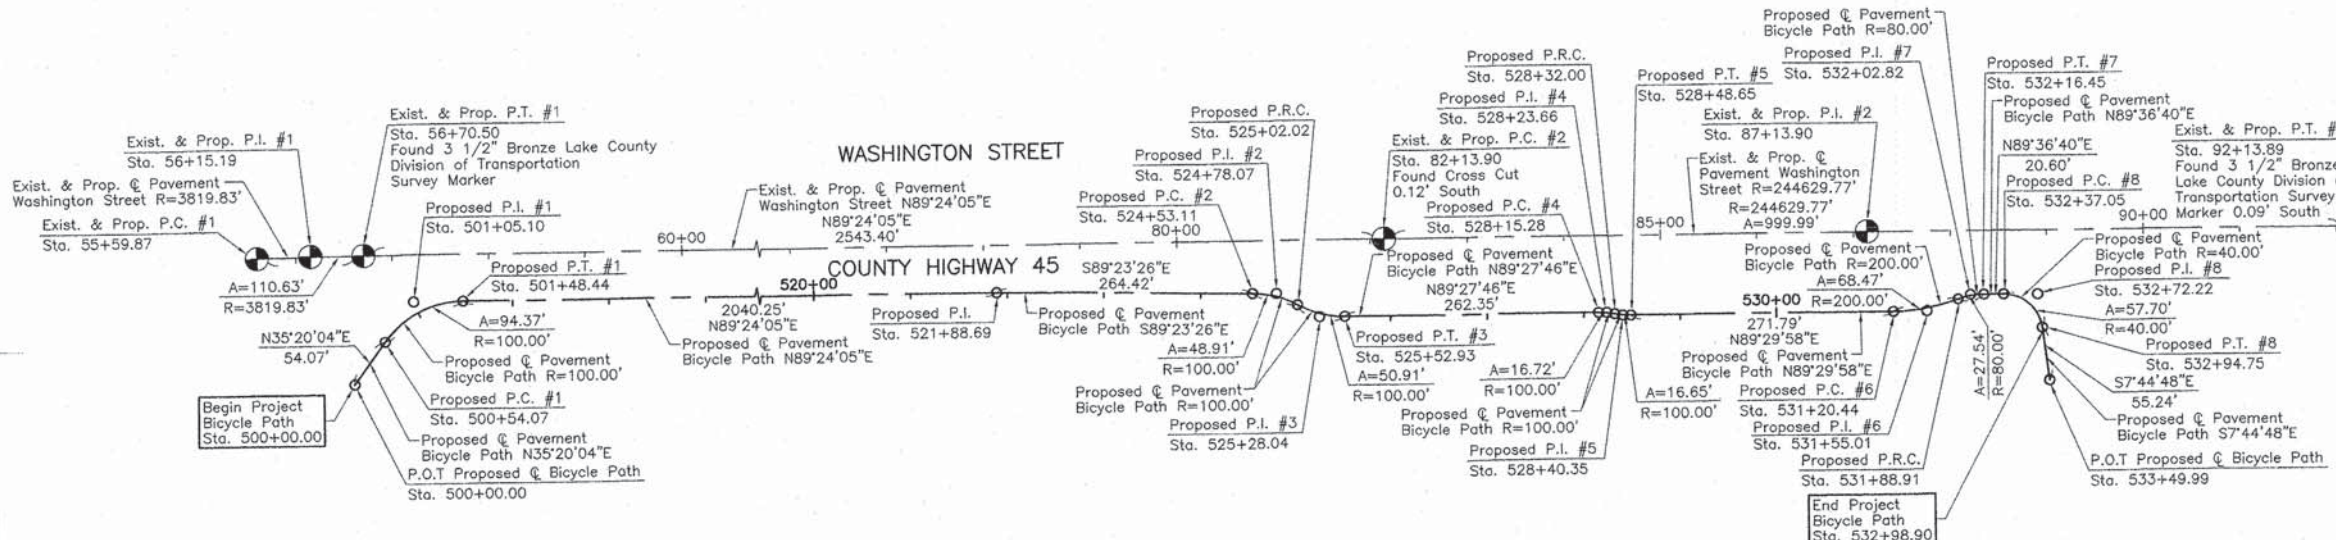 Exist. & Prop. P.I. #1
Sta. 56+15.19
Exist. & Prop. ℄ Pavement
Washington Street R=3819.83'
Exist. & Prop. P.C. #1
Sta. 55+59.87
A=110.63'
R=3819.83'
Exist. & Prop. P.T. #1
Sta. 56+70.50
Found 3 1/2" Bronze Lake County
Division of Transportation
Survey Marker
Proposed P.I. #1
Sta. 501+05.10
Proposed P.T. #1
Sta. 501+48.44
N35°20'04"E
54.07'
A=94.37'
R=100.00'
Proposed ℄ Pavement
Bicycle Path R=100.00'
Proposed P.C. #1
Sta. 500+54.07
Begin Project
Bicycle Path
Sta. 500+00.00
Proposed ℄ Pavement
Bicycle Path N35°20'04"E
P.O.T Proposed ℄ Bicycle Path
Sta. 500+00.00
WASHINGTON STREET
60+00
Exist. & Prop. ℄ Pavement
Washington Street N89°24'05"E
N89°24'05"E
2543.40'
COUNTY HIGHWAY 45
520+00
2040.25'
N89°24'05"E
Proposed ℄ Pavement
Bicycle Path N89°24'05"E
Proposed P.I.
Sta. 521+88.69
S89°23'26"E
264.42'
Proposed ℄ Pavement
Bicycle Path S89°23'26"E
Proposed P.R.C.
Sta. 525+02.02
Proposed P.I. #2
Sta. 524+78.07
Proposed P.C. #2
Sta. 524+53.11
80+00
A=48.91'
R=100.00'
Proposed ℄ Pavement
Bicycle Path R=100.00'
Proposed P.I. #3
Sta. 525+28.04
A=50.91'
R=100.00'
Proposed P.T. #3
Sta. 525+52.93
Exist. & Prop. P.C. #2
Sta. 82+13.90
Found Cross Cut
0.12' South
Proposed ℄ Pavement
Bicycle Path N89°27'46"E
N89°27'46"E
262.35'
Proposed P.R.C.
Sta. 528+32.00
Proposed P.I. #4
Sta. 528+23.66
Proposed P.C. #4
Sta. 528+15.28
A=16.72'
R=100.00'
Proposed ℄ Pavement
Bicycle Path R=100.00'
Proposed P.I. #5
Sta. 528+40.35
Proposed P.T. #5
Sta. 528+48.65
A=16.65'
R=100.00'
Exist. & Prop. ℄
Pavement Washington
Street R=244629.77'
85+00
Exist. & Prop. P.I. #2
Sta. 87+13.90
R=244629.77'
A=999.99'
530+00
271.79'
N89°29'58"E
Proposed ℄ Pavement
Bicycle Path N89°29'58"E
Proposed P.C. #6
Sta. 531+20.44
Proposed P.I. #6
Sta. 531+55.01
Proposed P.R.C.
Sta. 531+88.91
Proposed ℄ Pavement
Bicycle Path R=200.00'
A=68.47'
R=200.00'
Proposed ℄ Pavement
Bicycle Path R=80.00'
Proposed P.I. #7
Sta. 532+02.82
A=27.54'
R=80.00'
Proposed P.T. #7
Sta. 532+16.45
Proposed ℄ Pavement
Bicycle Path N89°36'40"E
N89°36'40"E
20.60'
Proposed P.C. #8
Sta. 532+37.05
Exist. & Prop. P.T. #
Sta. 92+13.89
Found 3 1/2" Bronze
Lake County Division
Transportation Survey
Marker 0.09' South
90+00
Proposed ℄ Pavement
Bicycle Path R=40.00'
Proposed P.I. #8
Sta. 532+72.22
A=57.70'
R=40.00'
Proposed P.T. #8
Sta. 532+94.75
S7°44'48"E
55.24'
Proposed ℄ Pavement
Bicycle Path S7°44'48"E
P.O.T Proposed ℄ Bicycle Path
Sta. 533+49.99
End Project
Bicycle Path
Sta. 532+98.90